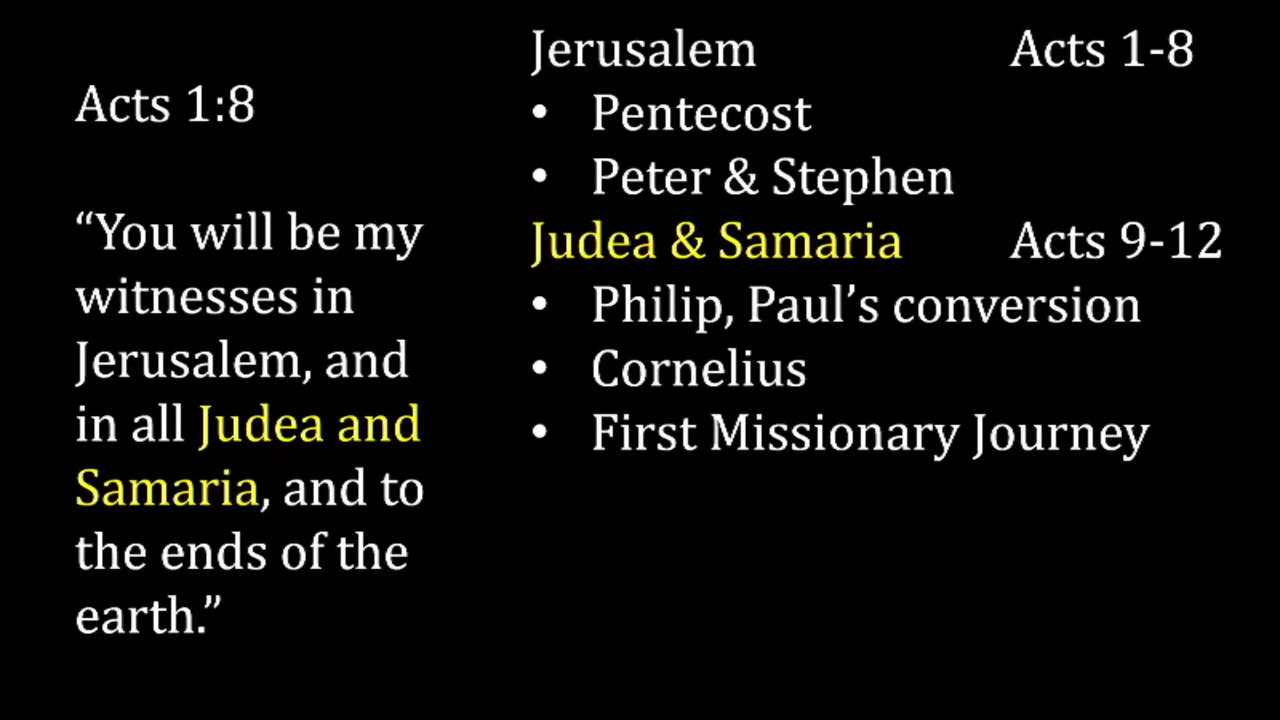 Acts 1:8
“You will be my
witnesses in
Jerusalem, and
in all Judea and
Samaria, and to
the ends of the
earth.”
Jerusalem Acts 1-8
• Pentecost
• Peter & Stephen
Judea & Samaria Acts 9-12
• Philip, Paul’s conversion
• Cornelius
• First Missionary Journey